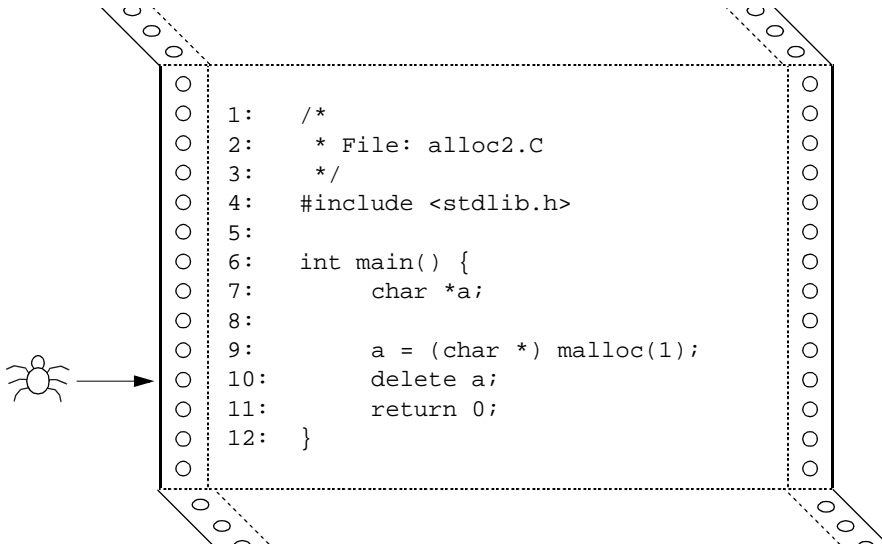 1: /*
2: * File: alloc2.C
3: */
4: #include <stdlib.h>
5:
6: int main() {
7: char *a;
8:
9: a = (char *) malloc(1);
10: delete a;
11: return 0;
12: }